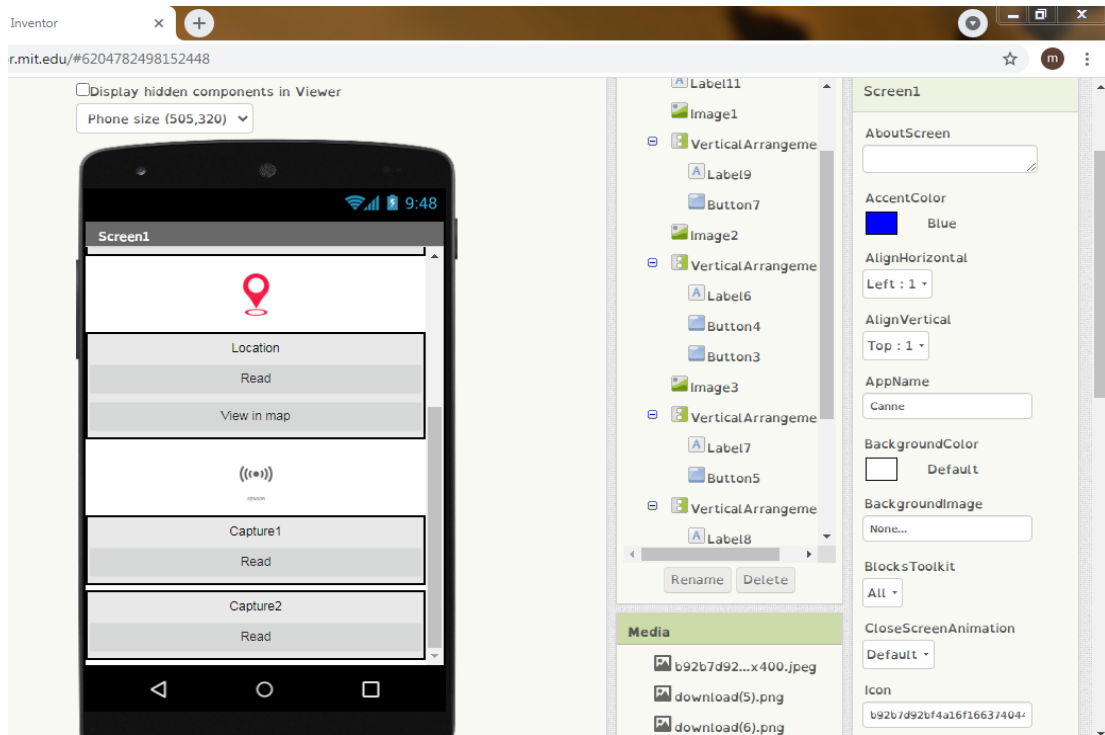 Inventor
r.mit.edu/#6204782498152448
m
Display hidden components in Viewer
Phone size (505,320)
9:48
Screen1
Location
Read
View in map
SENSOR
Capture1
Read
Capture2
Read
Label11
Image1
VerticalArrangeme
Label9
Button7
Image2
VerticalArrangeme
Label6
Button4
Button3
Image3
VerticalArrangeme
Label7
Button5
VerticalArrangeme
Label8
Rename Delete
Media
b92b7d92...x400.jpeg
download(5).png
download(6).png
Screen1
AboutScreen
AccentColor
Blue
AlignHorizontal
Left : 1
AlignVertical
Top : 1
AppName
Canne
BackgroundColor
Default
BackgroundImage
None...
BlocksToolkit
All
CloseScreenAnimation
Default
Icon
b92b7d92bf4a16f16637404